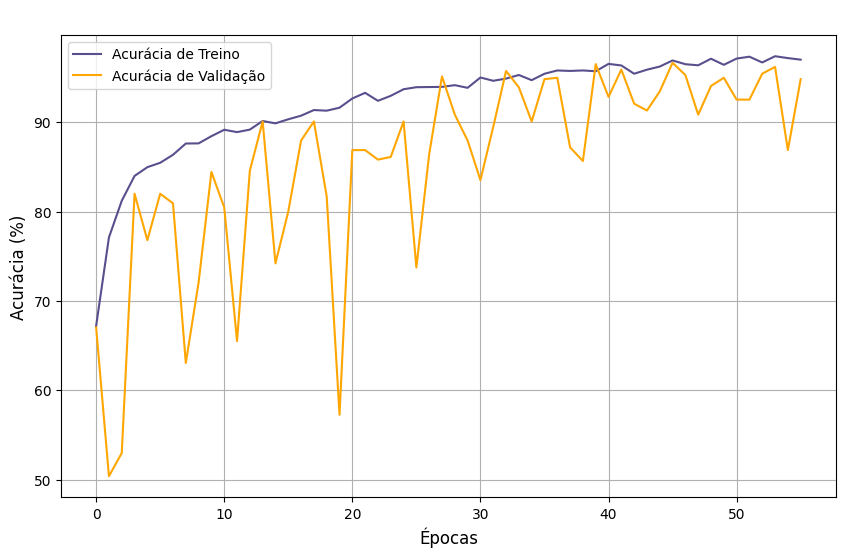 Acurácia de Treino
Acurácia de Validação
Acurácia (%)
90
80
70
60
50
0 10 20 30 40 50
Épocas